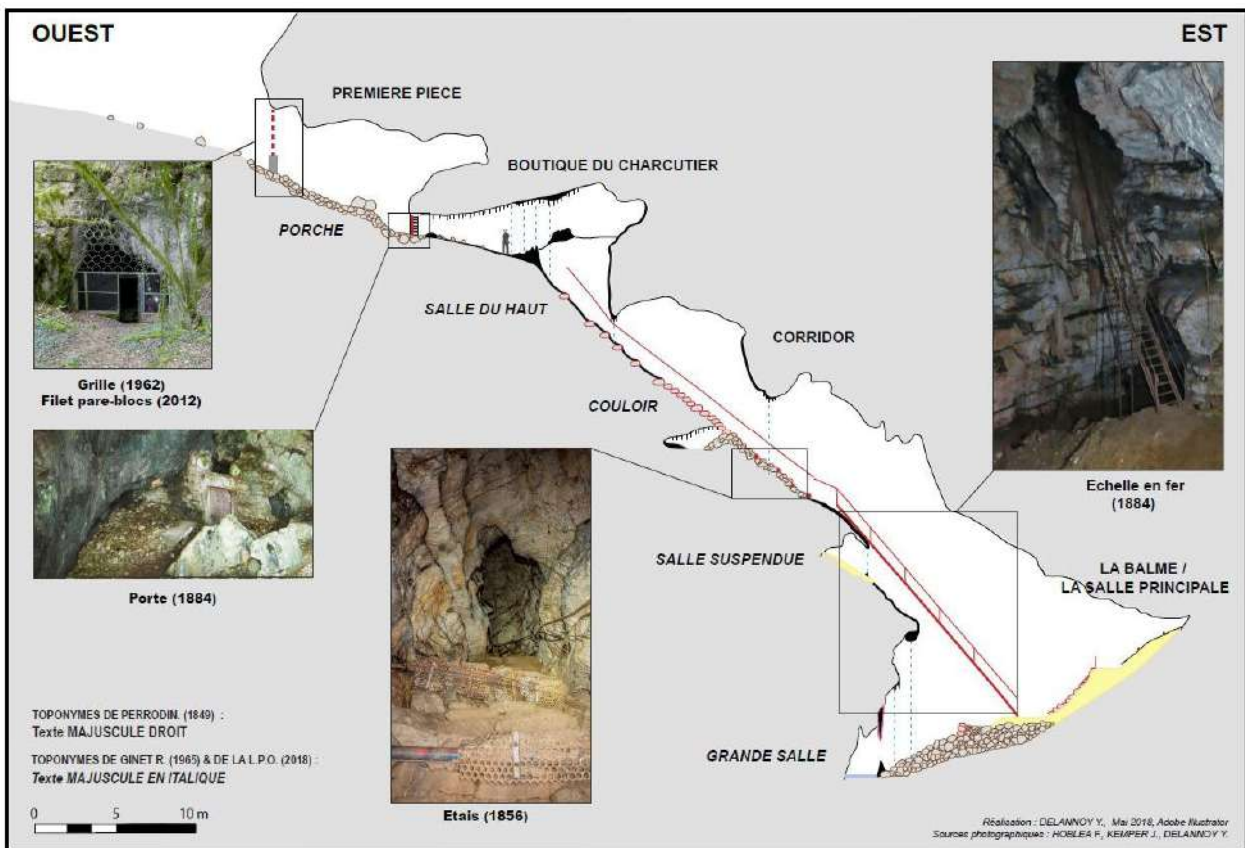 OUEST
EST
PREMIERE PIECE
BOUTIQUE DU CHARCUTIER
PORCHE
SALLE DU HAUT
CORRIDOR
Grille (1962)
Filet pare-blocs (2012)
COULOIR
Echelle en fer
(1884)
SALLE SUSPENDUE
LA BALME /
LA SALLE PRINCIPALE
Porte (1884)
TOPONYMES DE PERRODIN. (1849) :
Texte MAJUSCULE DROIT
GRANDE SALLE
TOPONYMES DE GINET R. (1965) & DE LA L.P.O. (2018) :
Texte MAJUSCULE EN ITALIQUE
0 5 10 m
Etais (1856)
Réalisation : DELANNOY Y., Mai 2018, Adobe Illustrator
Sources photographiques : HOBLEA F., KEMPER J., DELANNOY Y.